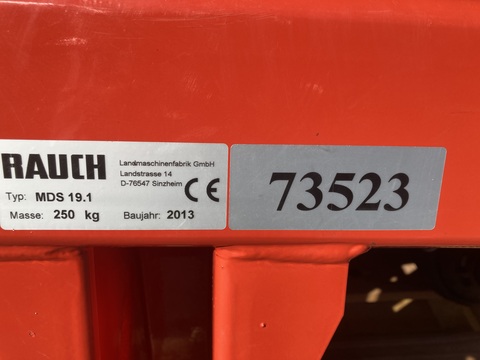 RAUCH
Landmaschinenfabrik GmbH
Landstrasse 14
D-76547 Sinzheim
CE
Typ: MDS 19.1
Masse: 250 kg Baujahr: 2013
73523